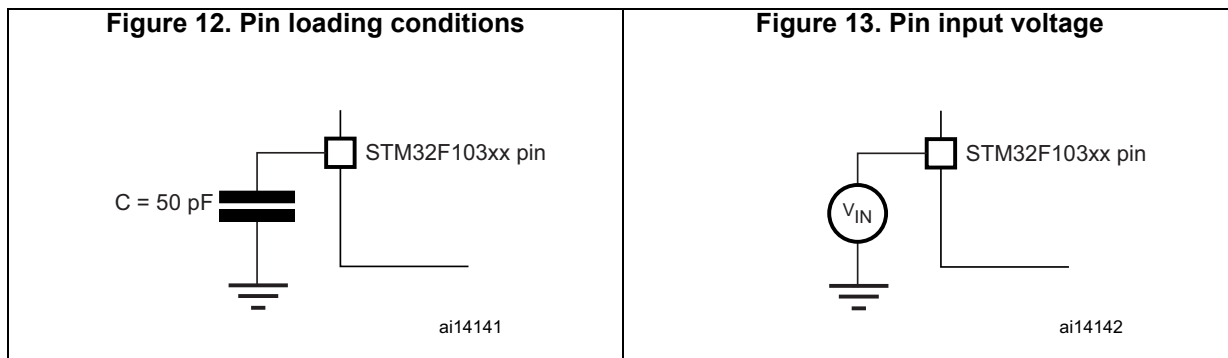 Figure 12. Pin loading conditions
STM32F103xx pin
C = 50 pF
ai14141
Figure 13. Pin input voltage
STM32F103xx pin
VIN
ai14142